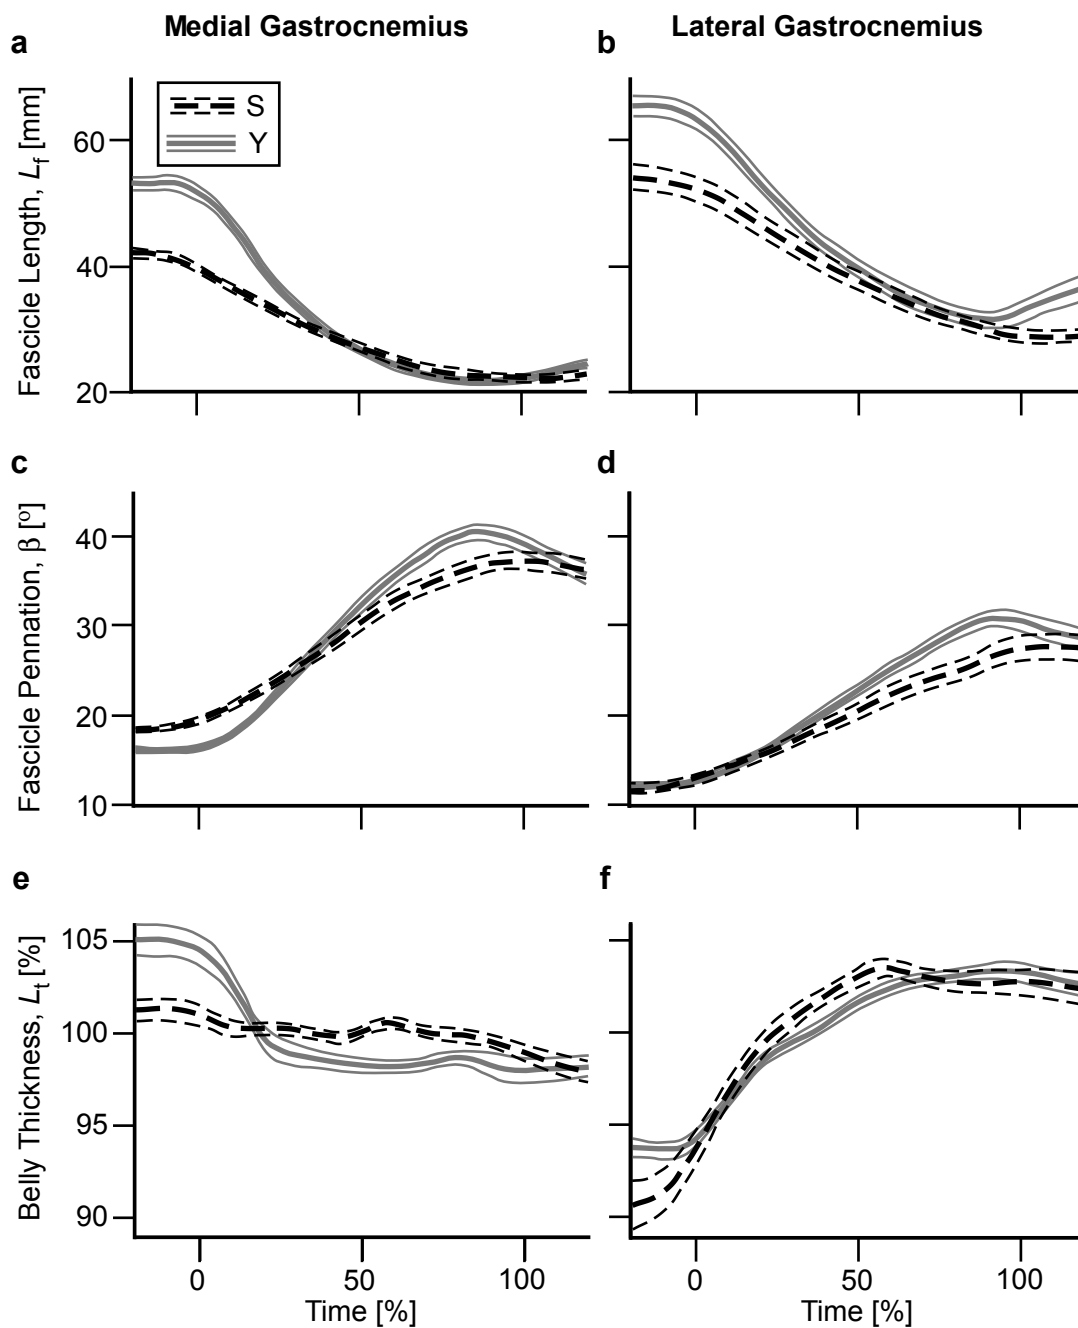 Medial Gastrocnemius
Lateral Gastrocnemius
a
b
S
Y
Fascicle Length, Lf [mm]
60
40
20
c
d
Fascicle Pennation, β [º]
40
30
20
10
e
f
Belly Thickness, Lt [%]
105
100
95
90
0 50 100
0 50 100
Time [%]
Time [%]